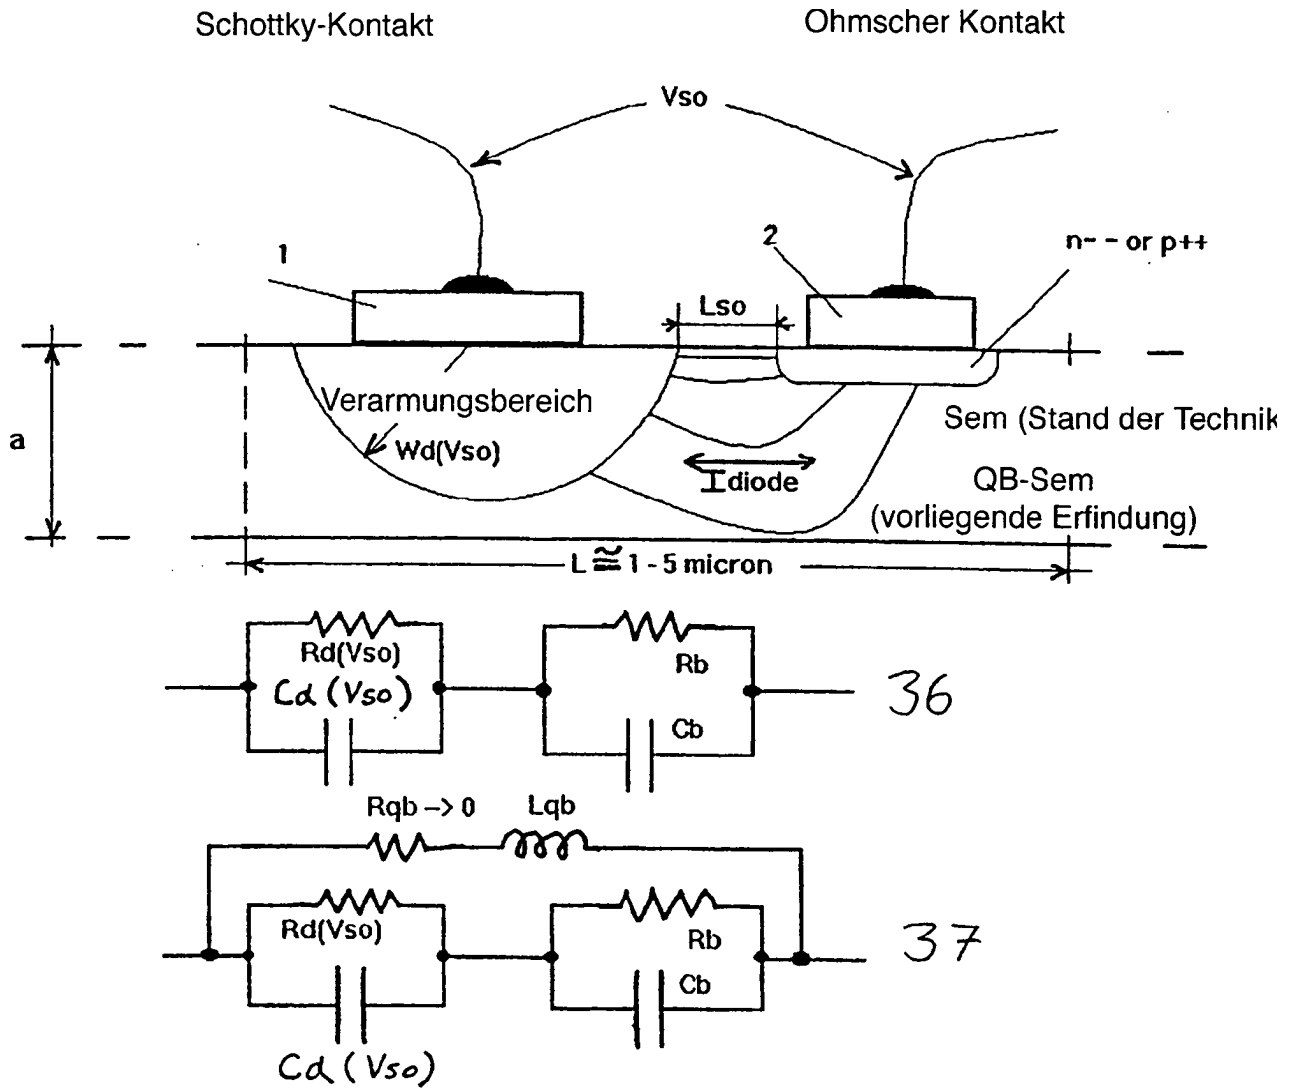 Schottky-Kontakt
Ohmscher Kontakt
Vso
1
2
n-- or p++
Lso
Verarmungsbereich
Wd(Vso)
a
Sem (Stand der Technik
I diode
QB-Sem
(vorliegende Erfindung)
L ≅ 1 - 5 micron
Rd(Vso)
Cd (Vso)
Rb
Cb
36
Rqb -> 0
Lqb
Rd(Vso)
Rb
Cb
37
Cd (Vso)